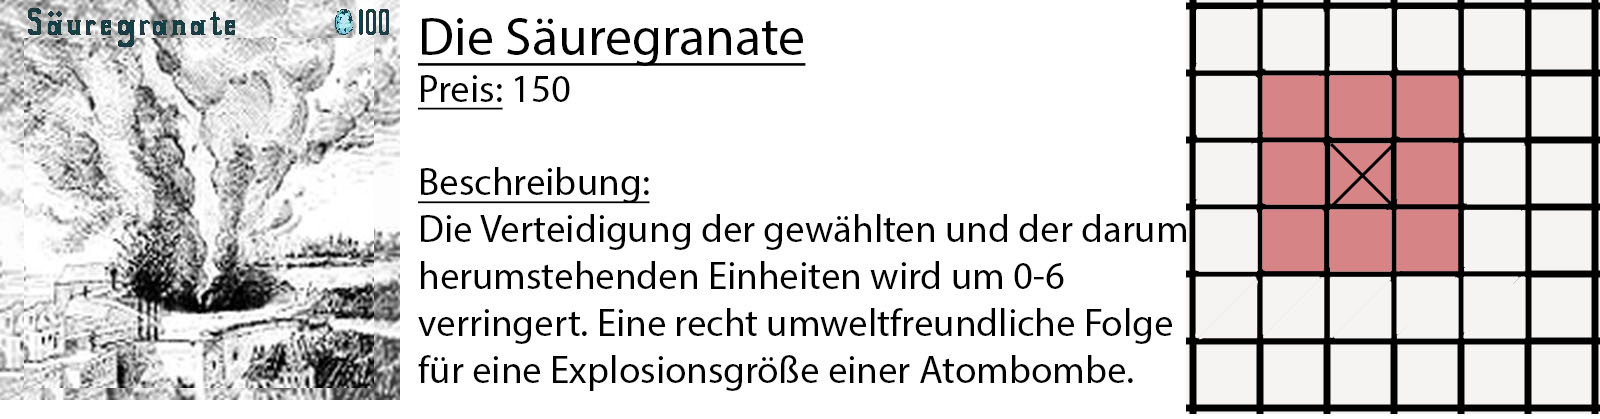 Säuregranate 100
Die Säuregranate
Preis: 150
Beschreibung:
Die Verteidigung der gewählten und der darum
herumstehenden Einheiten wird um 0-6
verringert. Eine recht umweltfreundliche Folge
für eine Explosionsgröße einer Atombombe.